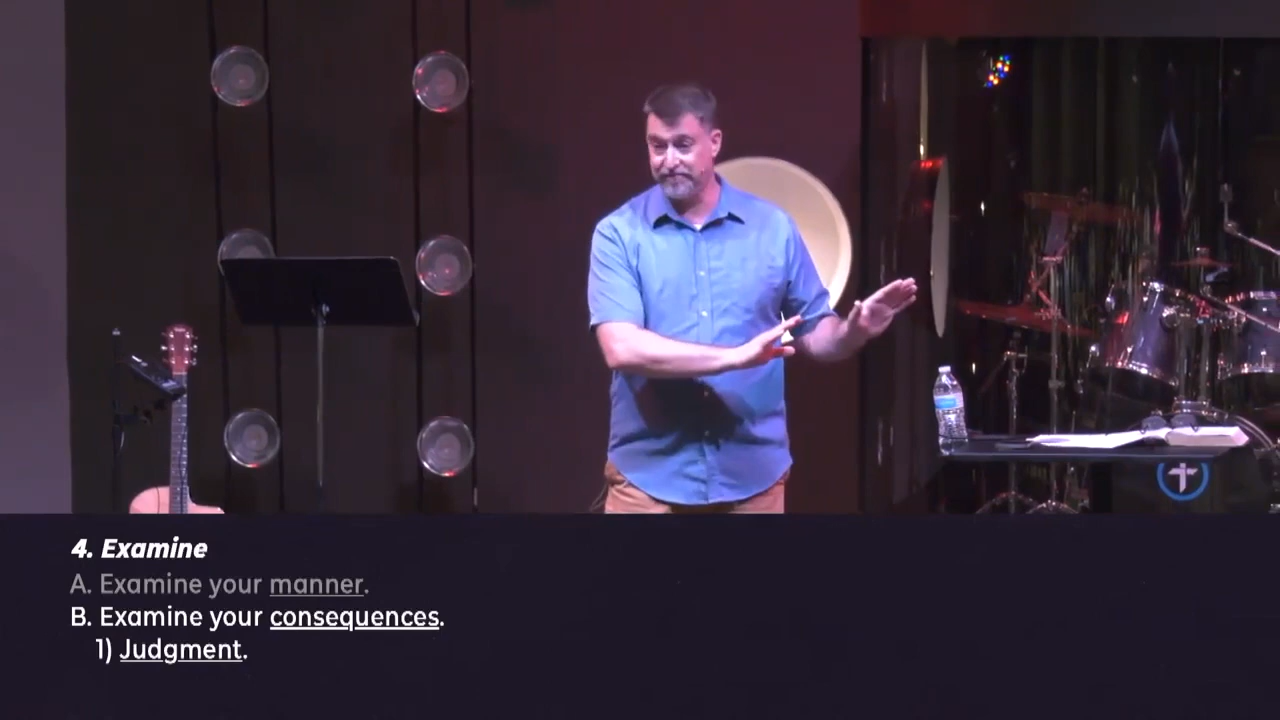 4. Examine
A. Examine your manner.
B. Examine your consequences.
1) Judgment.